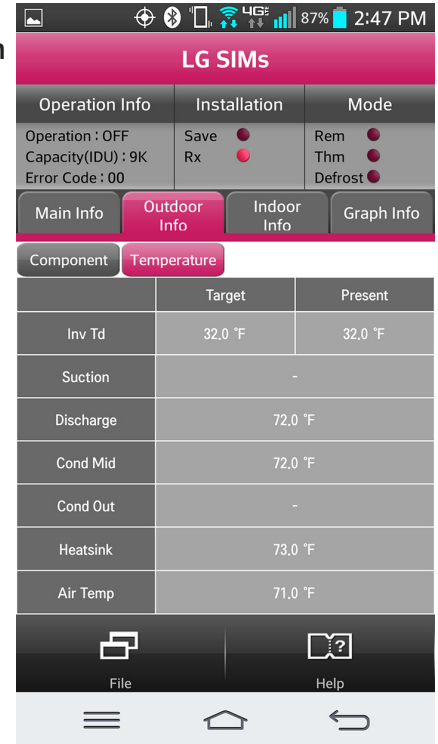 4G
87% 2:47 PM
n
LG SIMs
Operation Info Installation Mode
Operation : OFF Save Rem
Capacity(IDU) : 9K Rx Thm
Error Code : 00 Defrost
Main Info Outdoor Info Indoor Info Graph Info
Component Temperature
Target Present
Inv Td 32.0 °F 32.0 °F
Suction -
Discharge 72.0 °F
Cond Mid 72.0 °F
Cond Out -
Heatsink 73.0 °F
Air Temp 71.0 °F
?
File Help